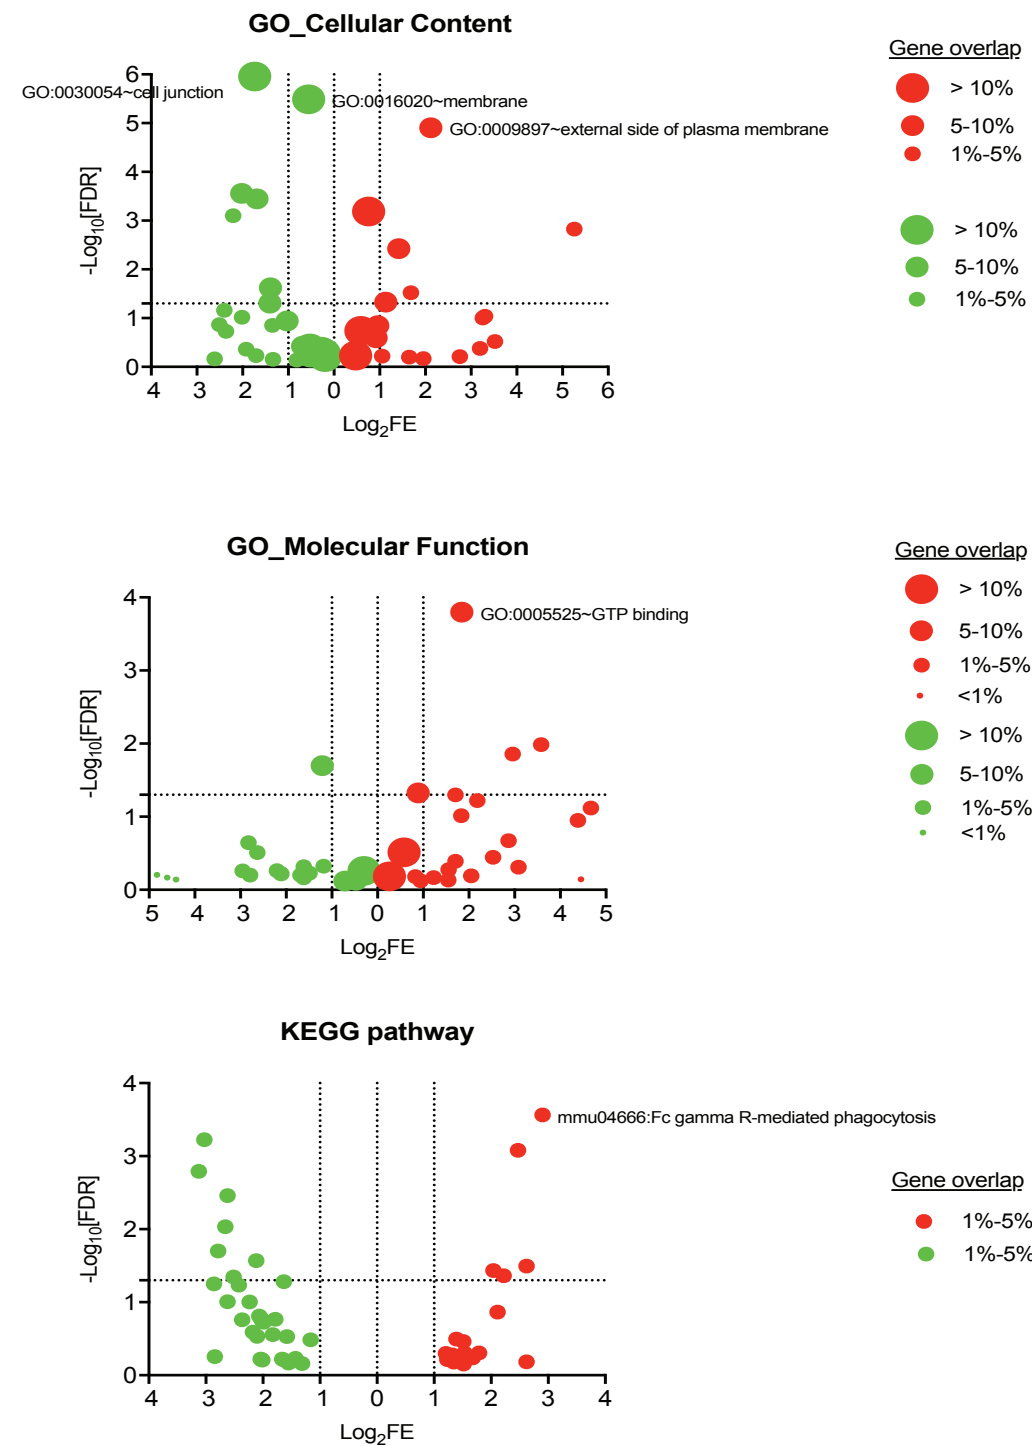 GO_Cellular Content
Gene overlap
> 10%
5-10%
1%-5%
> 10%
5-10%
1%-5%
GO:0030054~cell junction
GO:0016020~membrane
GO:0009897~external side of plasma membrane
-Log10[FDR]
6
5
4
3
2
1
0
4 3 2 1 0 1 2 3 4 5 6
Log2FE
GO_Molecular Function
Gene overlap
> 10%
5-10%
1%-5%
<1%
> 10%
5-10%
1%-5%
<1%
GO:0005525~GTP binding
-Log10[FDR]
4
3
2
1
0
5 4 3 2 1 0 1 2 3 4 5
Log2FE
KEGG pathway
mmu04666:Fc gamma R-mediated phagocytosis
Gene overlap
1%-5%
1%-5%
-Log10[FDR]
4
3
2
1
0
4 3 2 1 0 1 2 3 4
Log2FE